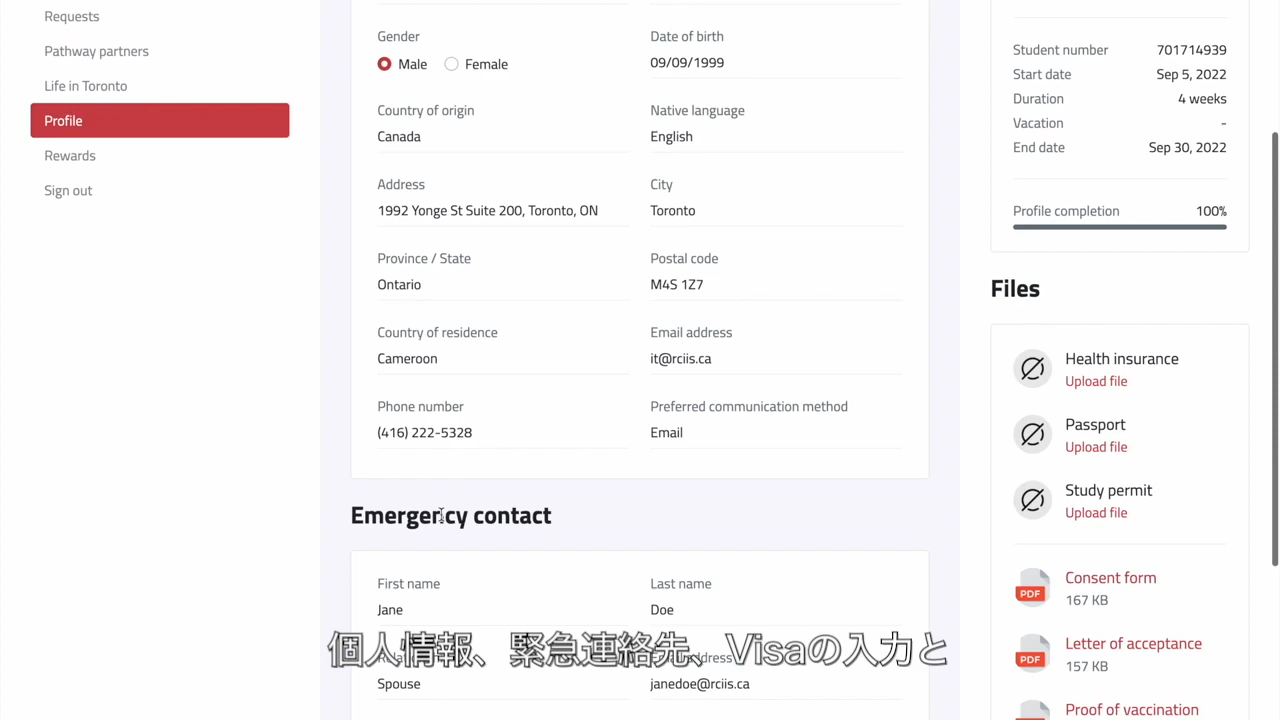 Requests
Pathway partners
Life in Toronto
Profile
Rewards
Sign out
Gender
Male
Female
Date of birth
09/09/1999
Country of origin
Canada
Native language
English
Address
1992 Yonge St Suite 200, Toronto, ON
City
Toronto
Province / State
Ontario
Postal code
M4S 1Z7
Country of residence
Cameroon
Email address
it@rciis.ca
Phone number
(416) 222-5328
Preferred communication method
Email
Emergency contact
First name
Jane
Last name
Doe
Spouse
janedoe@rciis.ca
個人情報、緊急連絡先、Visaの入力と
Student number 701714939
Start date Sep 5, 2022
Duration 4 weeks
Vacation -
End date Sep 30, 2022
Profile completion 100%
Files
Health insurance
Upload file
Passport
Upload file
Study permit
Upload file
PDF
Consent form
167 KB
PDF
Letter of acceptance
157 KB
Proof of vaccination